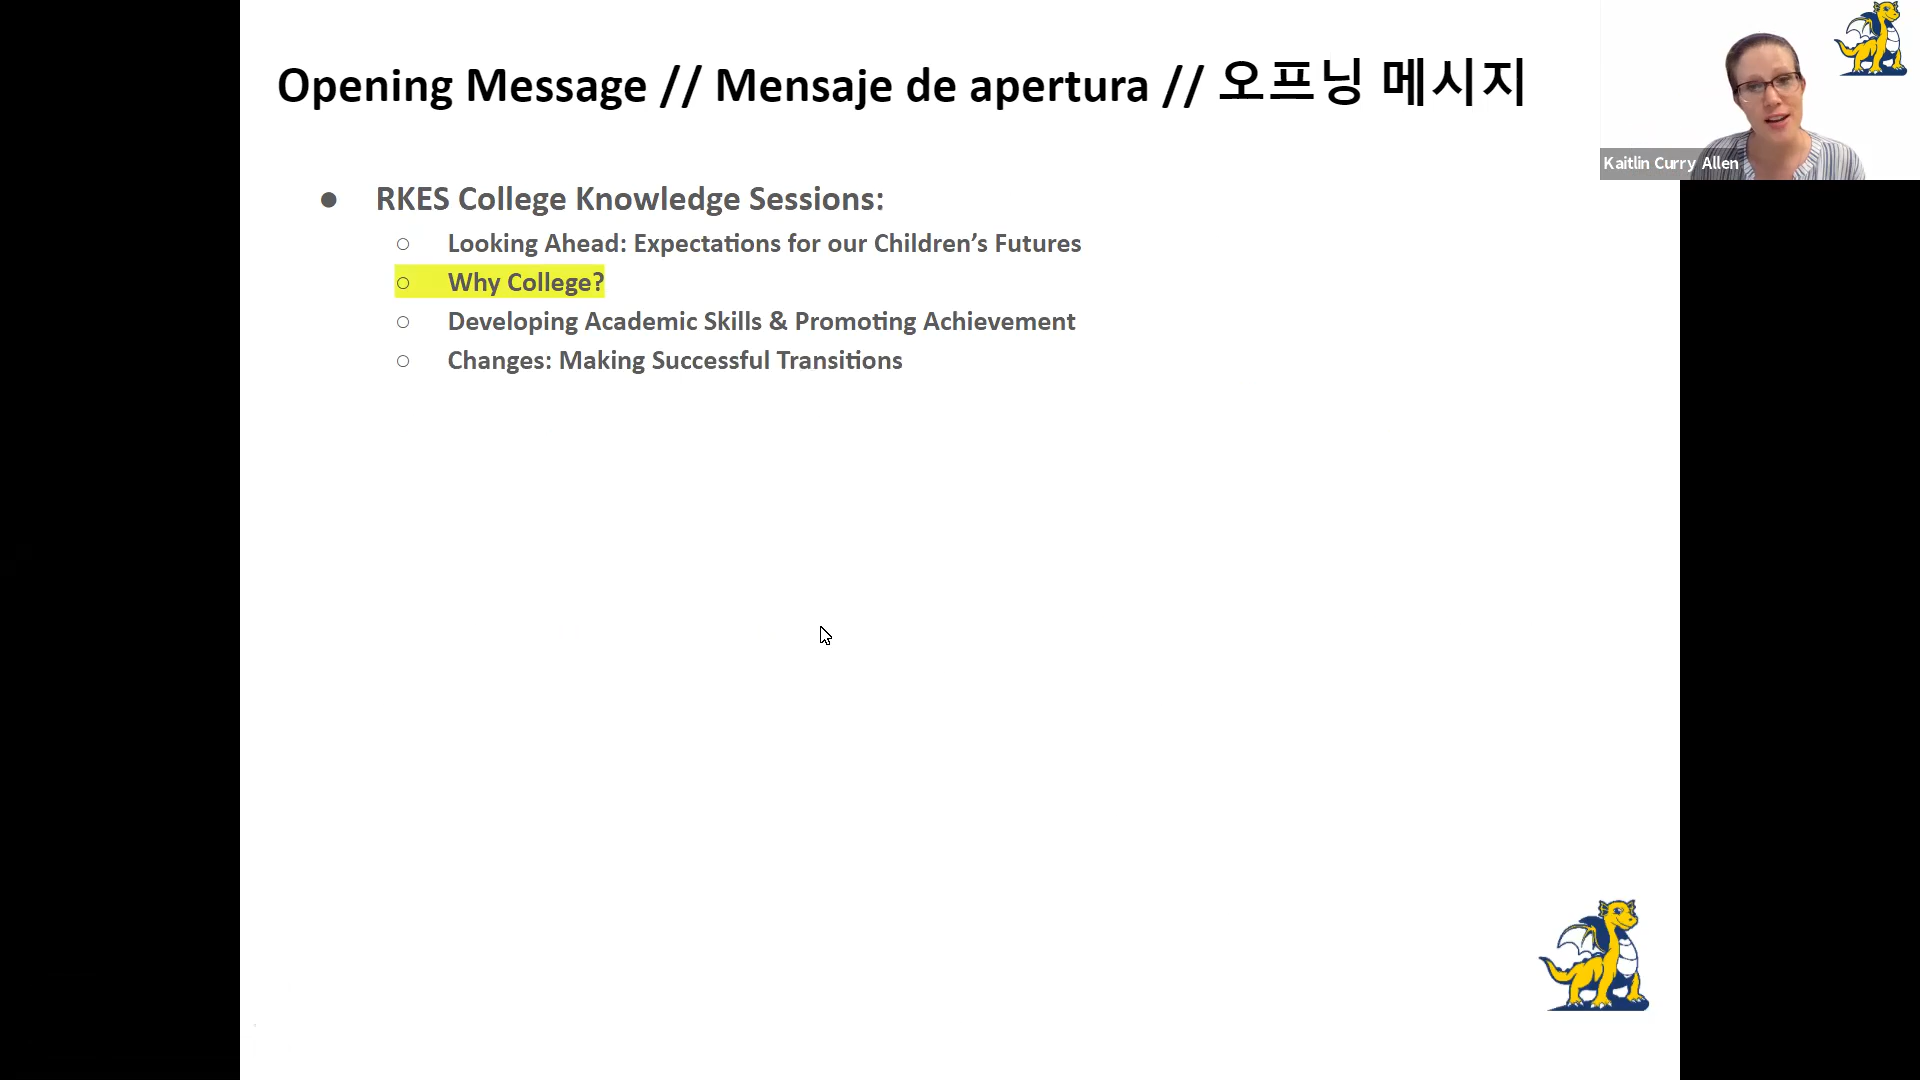 Opening Message // Mensaje de apertura // 오프닝 메시지
Kaitlin Curry Allen
● RKES College Knowledge Sessions:
○ Looking Ahead: Expectations for our Children’s Futures
○ Why College?
○ Developing Academic Skills & Promoting Achievement
○ Changes: Making Successful Transitions